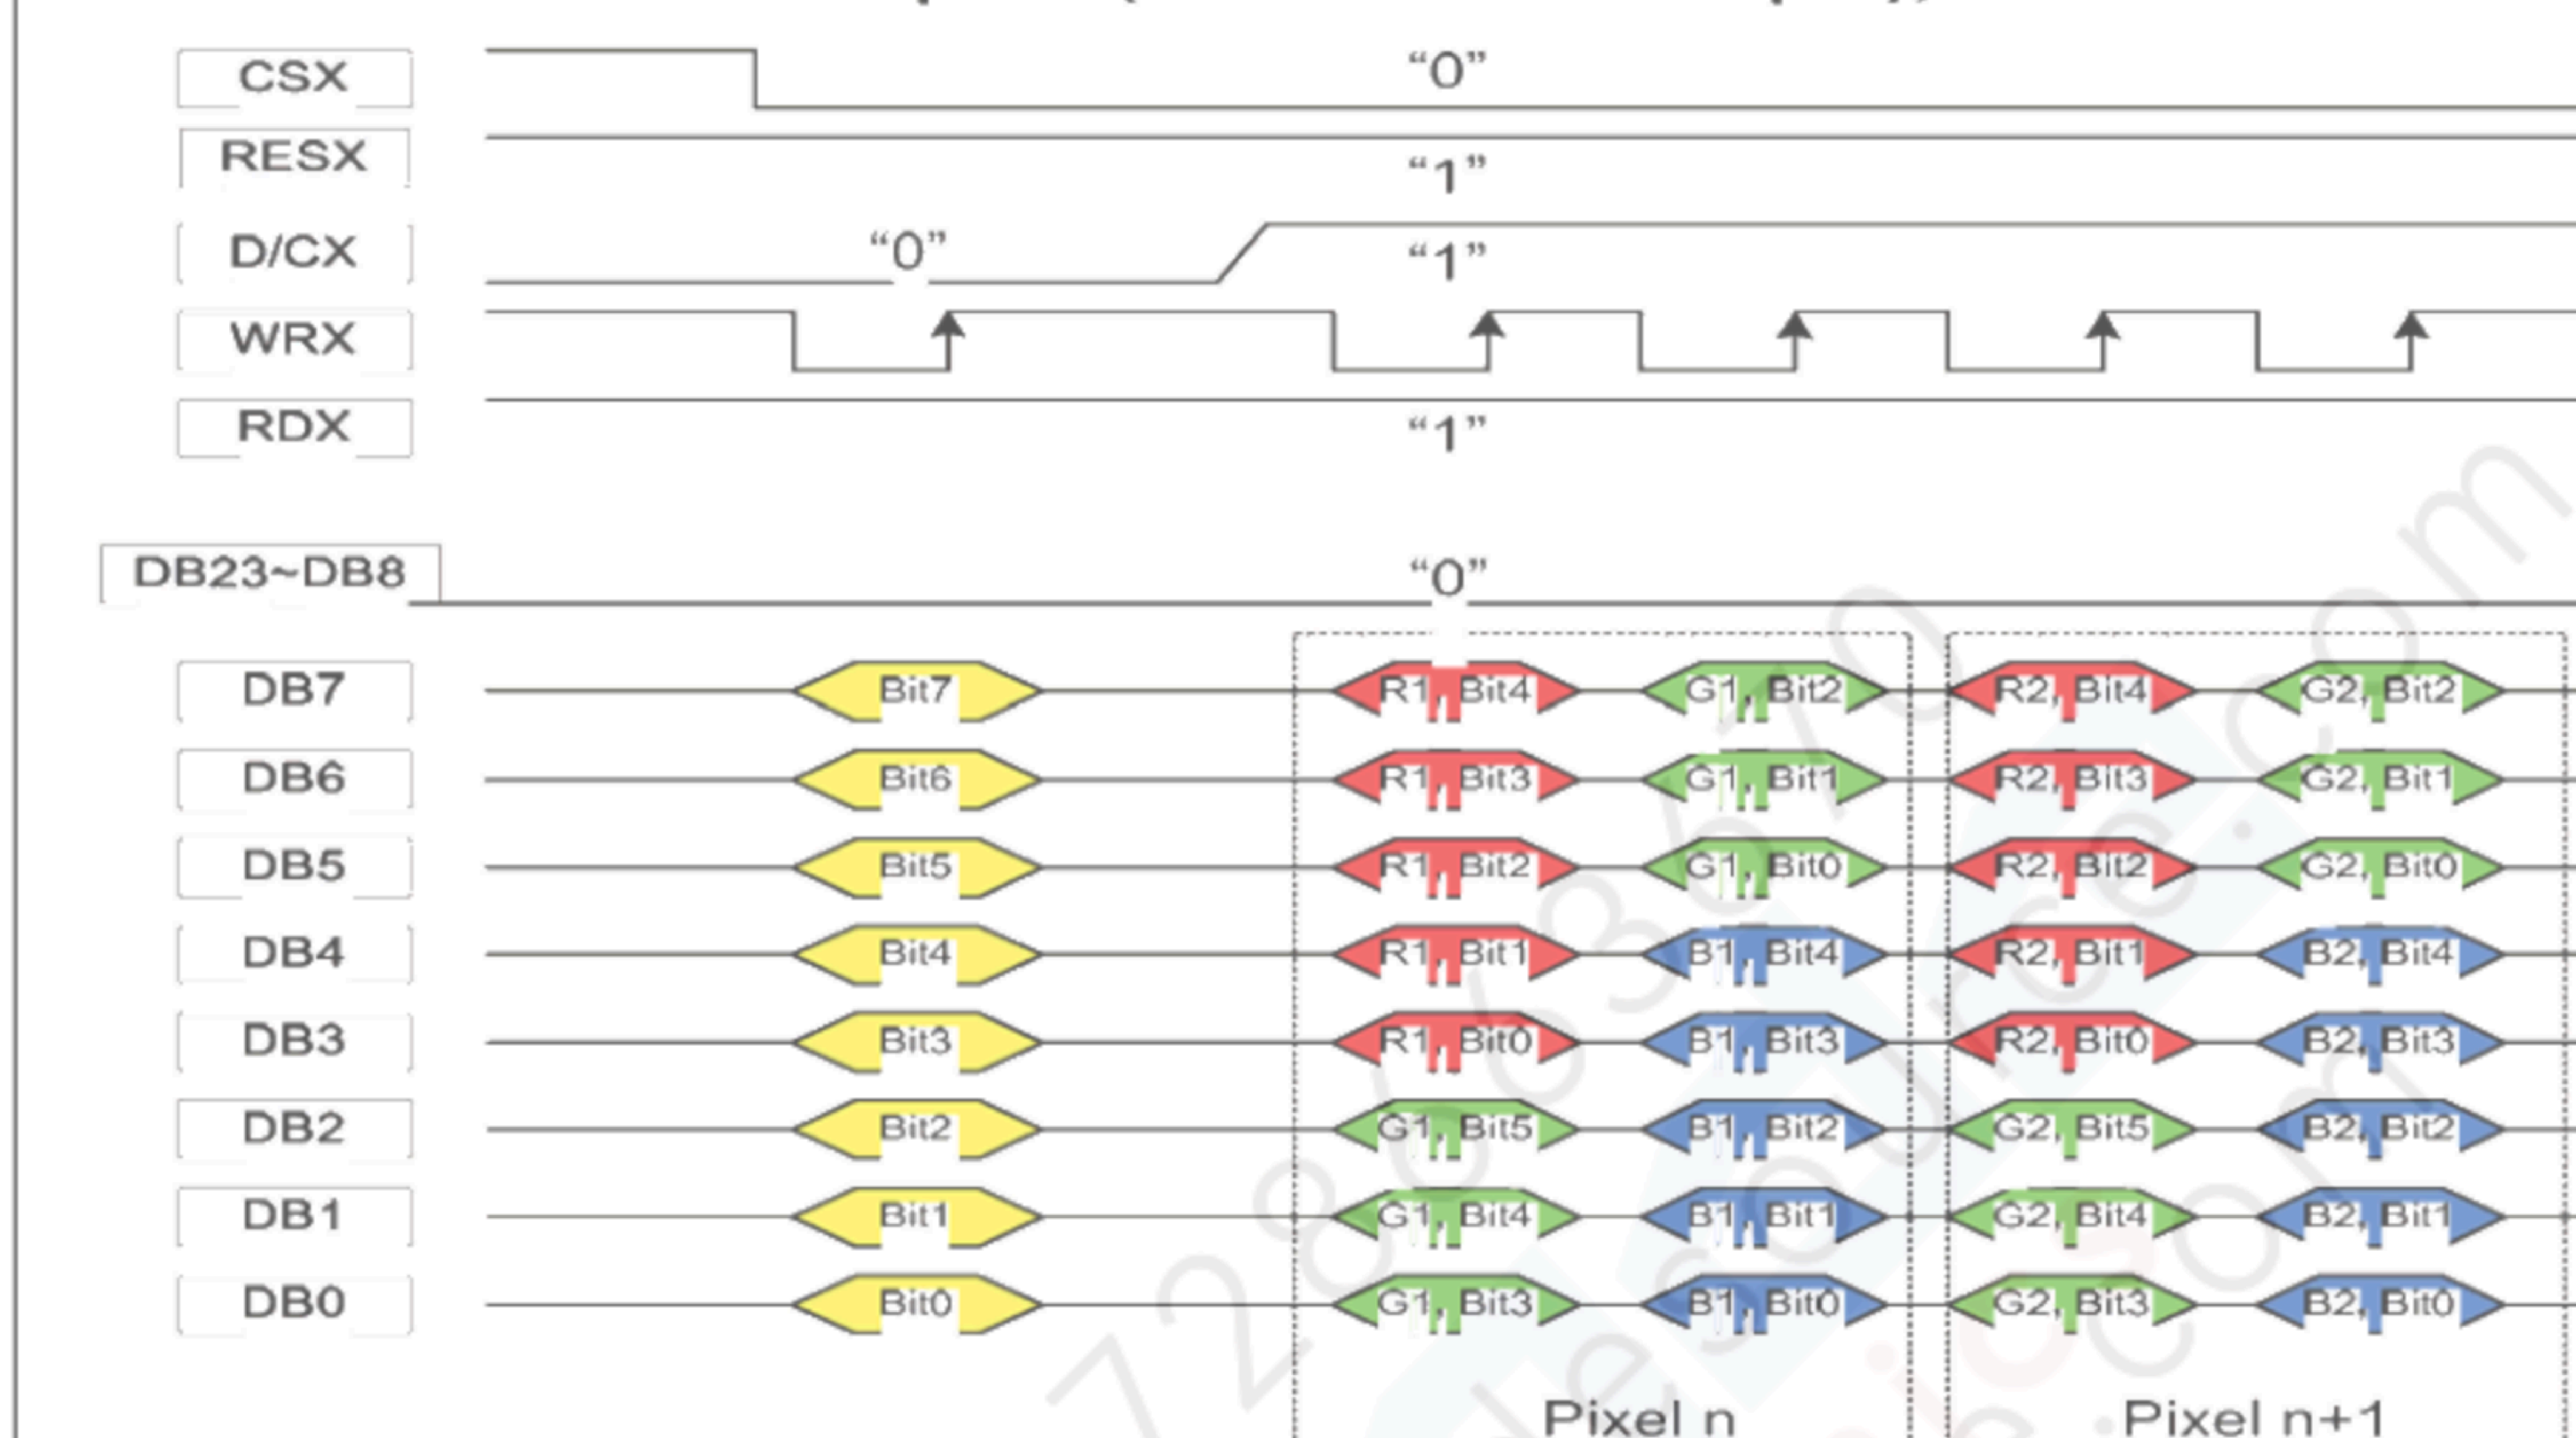 CSX “0”
RESX “1”
D/CX “0” “1”
WRX
RDX “1”
DB23~DB8 “0”
DB7 Bit7 R1, Bit4 G1, Bit2 R2, Bit4 G2, Bit2
DB6 Bit6 R1, Bit3 G1, Bit1 R2, Bit3 G2, Bit1
DB5 Bit5 R1, Bit2 G1, Bit0 R2, Bit2 G2, Bit0
DB4 Bit4 R1, Bit1 B1, Bit4 R2, Bit1 B2, Bit4
DB3 Bit3 R1, Bit0 B1, Bit3 R2, Bit0 B2, Bit3
DB2 Bit2 G1, Bit5 B1, Bit2 G2, Bit5 B2, Bit2
DB1 Bit1 G1, Bit4 B1, Bit1 G2, Bit4 B2, Bit1
DB0 Bit0 G1, Bit3 B1, Bit0 G2, Bit3 B2, Bit0
Pixel n Pixel n+1